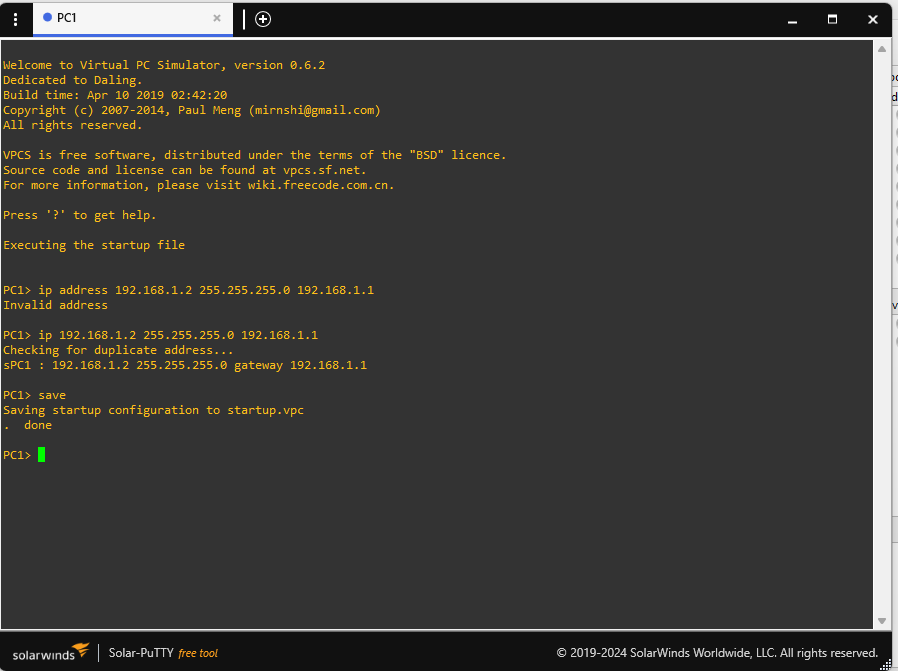 PC1
Welcome to Virtual PC Simulator, version 0.6.2
Dedicated to Daling.
Build time: Apr 10 2019 02:42:20
Copyright (c) 2007-2014, Paul Meng (mirnshi@gmail.com)
All rights reserved.
VPCS is free software, distributed under the terms of the "BSD" licence.
Source code and license can be found at vpcs.sf.net.
For more information, please visit wiki.freecode.com.cn.
Press '?' to get help.
Executing the startup file
PC1> ip address 192.168.1.2 255.255.255.0 192.168.1.1
Invalid address
PC1> ip 192.168.1.2 255.255.255.0 192.168.1.1
Checking for duplicate address...
sPC1 : 192.168.1.2 255.255.255.0 gateway 192.168.1.1
PC1> save
Saving startup configuration to startup.vpc
.  done
PC1>
solarwinds Solar-PuTTY free tool © 2019-2024 SolarWinds Worldwide, LLC. All rights reserved.